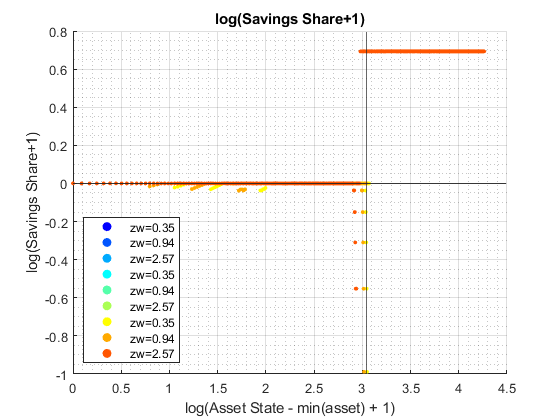 log(Savings Share+1)
log(Savings Share+1)
0.8
0.6
0.4
0.2
0
-0.2
-0.4
-0.6
-0.8
-1
zw=0.35
zw=0.94
zw=2.57
zw=0.35
zw=0.94
zw=2.57
zw=0.35
zw=0.94
zw=2.57
0 0.5 1 1.5 2 2.5 3 3.5 4 4.5
log(Asset State - min(asset) + 1)